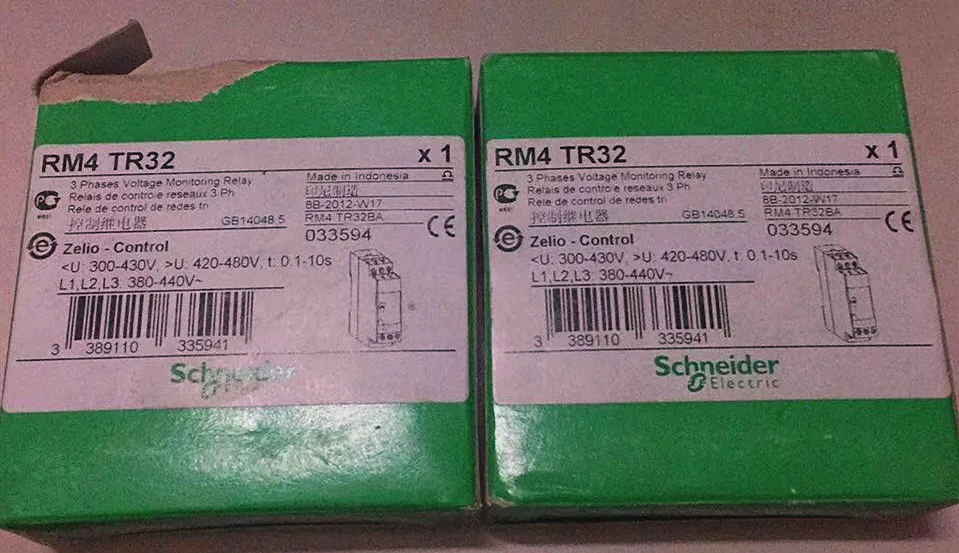 RM4 TR32 x 1
3 Phases Voltage Monitoring Relay
Relais de controle reseaux 3 Ph
Rele de control de redes tri
控制继电器 GB14048.5
Made in Indonesia
印尼制造
8B-2012-W17
RM4 TR32BA
033594
CE
Zelio - Control
<U: 300-430V, >U: 420-480V, t: 0.1-10s
L1,L2,L3: 380-440V~
3 389110 335941
Schneider
RM4 TR32 x 1
3 Phases Voltage Monitoring Relay
Relais de controle reseaux 3 Ph
Rele de control de redes tri
控制继电器 GB14048.5
Made in Indonesia
印尼制造
8B-2012-W17
RM4 TR32BA
033594
CE
Zelio - Control
<U: 300-430V, >U: 420-480V, t: 0.1-10s
L1,L2,L3: 380-440V~
3 389110 335941
Schneider
Electric